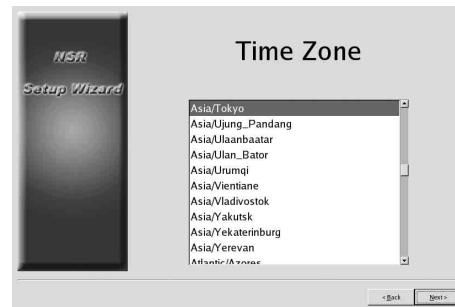 NSR
Setup Wizard
Time Zone
Asia/Tokyo
Asia/Ujung_Pandang
Asia/Ulaanbaatar
Asia/Ulan_Bator
Asia/Urumqi
Asia/Vientiane
Asia/Vladivostok
Asia/Yakutsk
Asia/Yekaterinburg
Asia/Yerevan
Atlantic/Azores
< Back
Next >